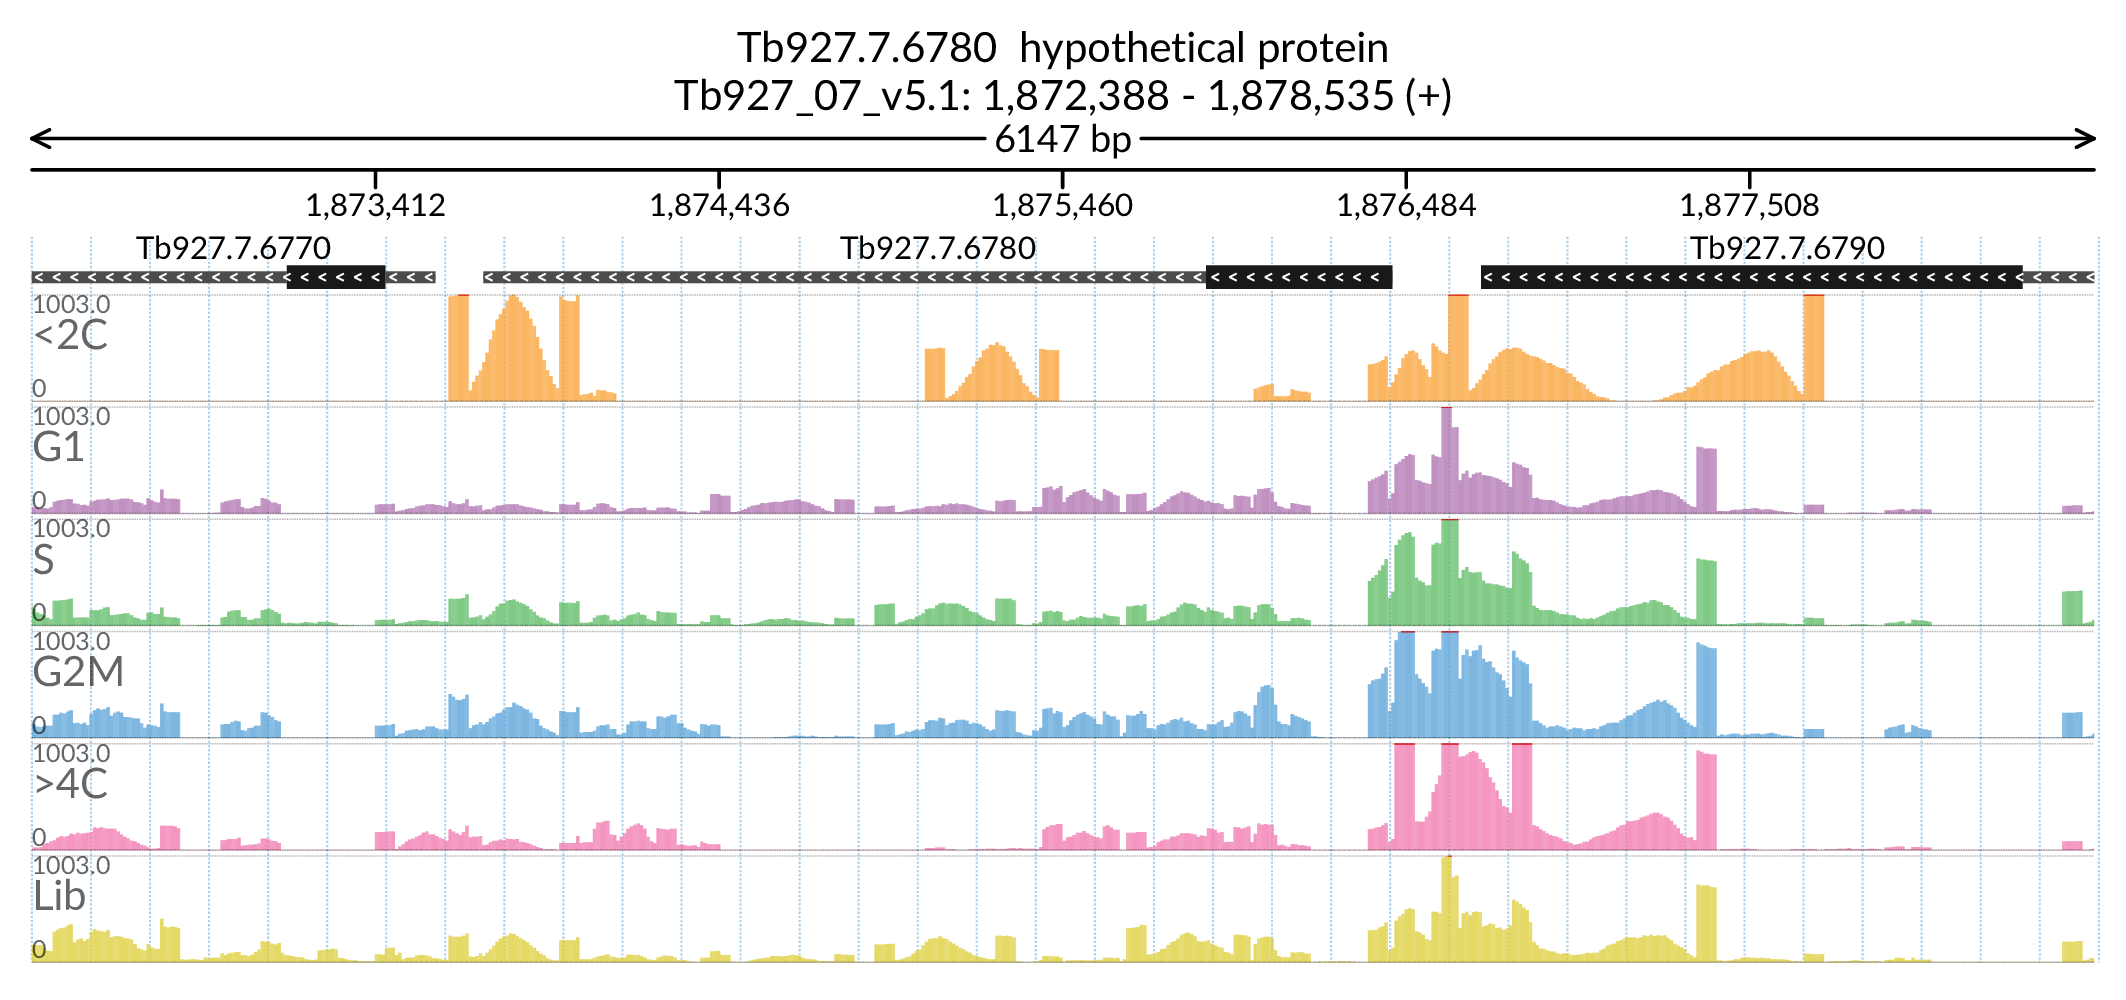 Tb927.7.6780 hypothetical protein
Tb927_07_v5.1: 1,872,388 - 1,878,535 (+)
6147 bp
1,873,412 1,874,436 1,875,460 1,876,484 1,877,508
Tb927.7.6770 Tb927.7.6780 Tb927.7.6790
1003.0
<2C
0
1003.0
G1
0
1003.0
S
0
1003.0
G2M
0
1003.0
>4C
0
1003.0
Lib
0